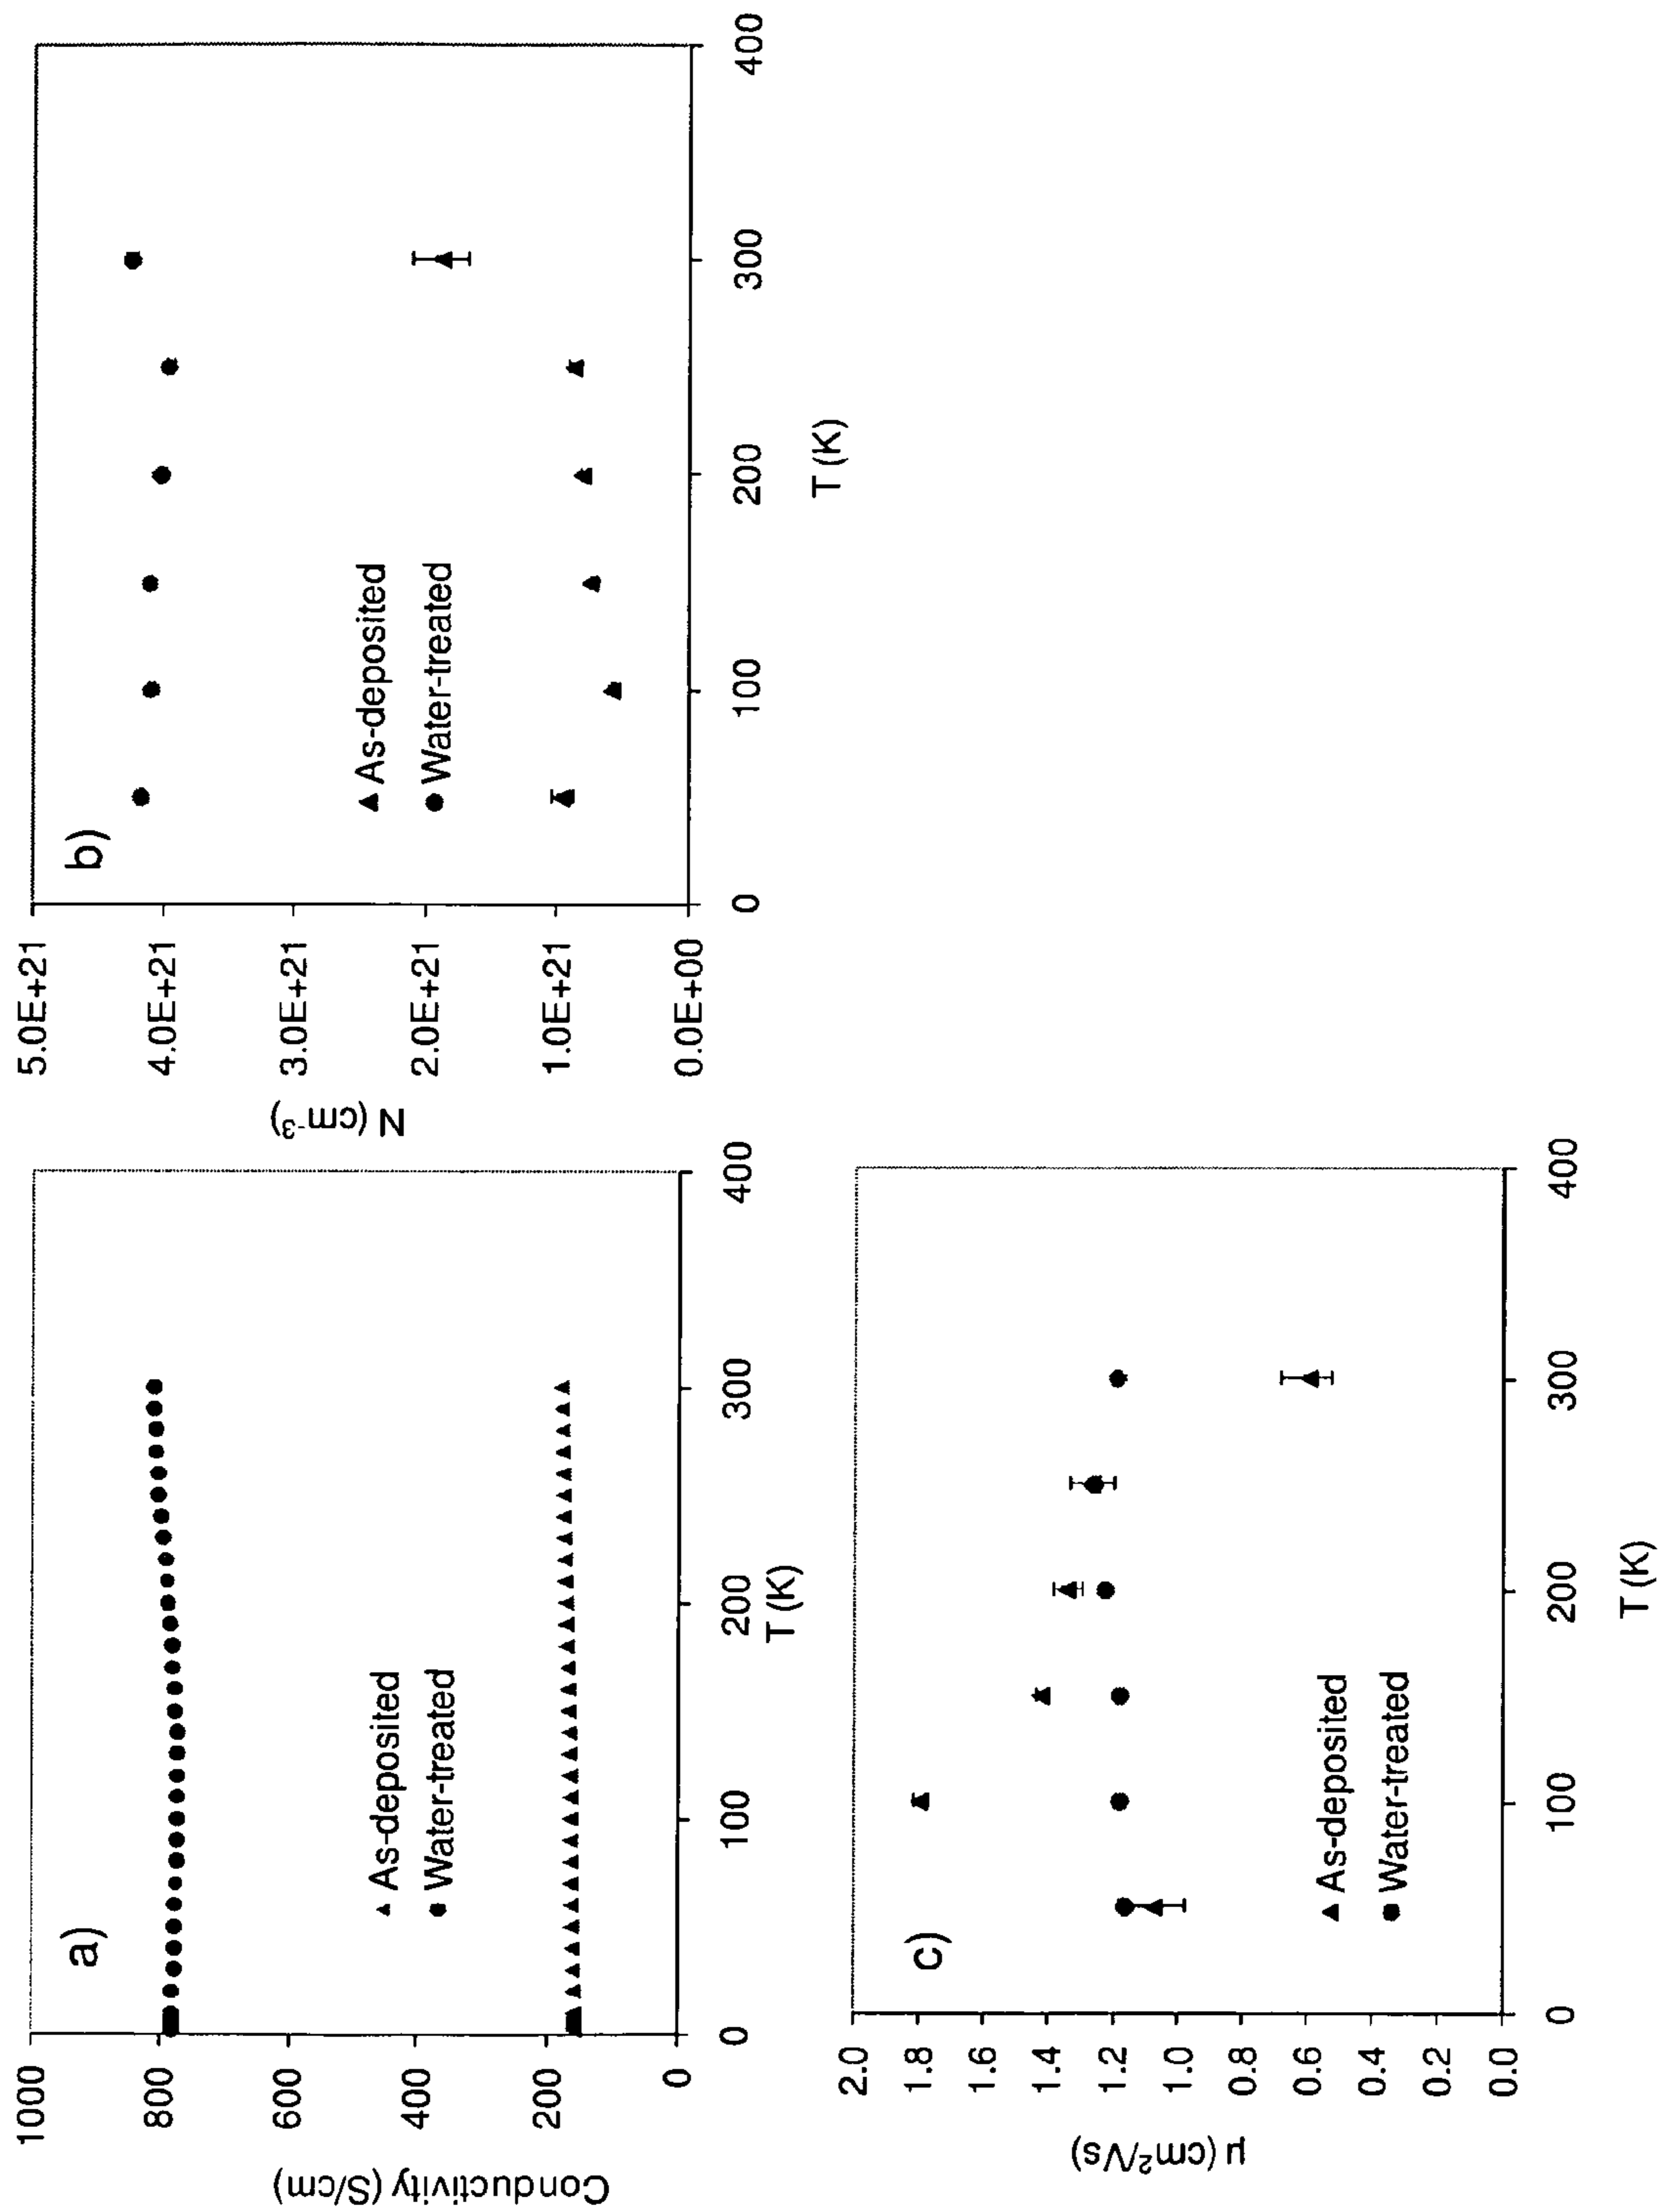 a)
Conductivity (S/cm)
1000
800
600
400
200
0
As-deposited
Water-treated
0 100 200 300 400
T (K)
b)
N (cm⁻³)
5.0E+21
4.0E+21
3.0E+21
2.0E+21
1.0E+21
0.0E+00
As-deposited
Water-treated
0 100 200 300 400
T (K)
c)
µ (cm²/Vs)
2.0
1.8
1.6
1.4
1.2
1.0
0.8
0.6
0.4
0.2
0.0
As-deposited
Water-treated
0 100 200 300 400
T (K)